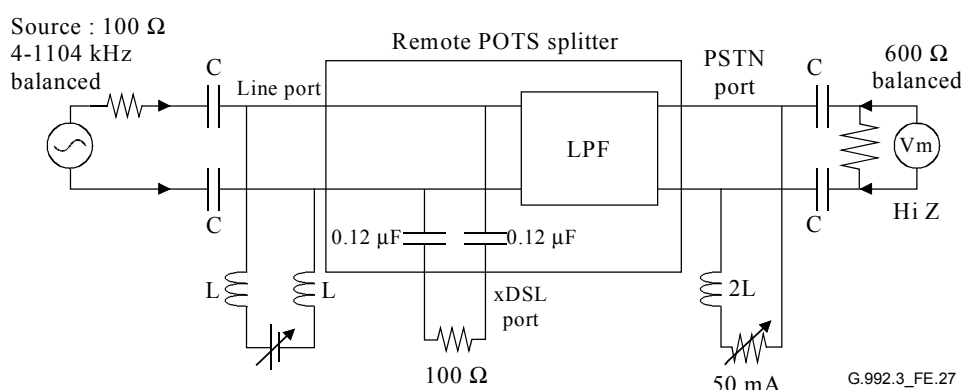 Source : 100 Ω
4-1104 kHz
balanced
C
Line port
Remote POTS splitter
PSTN
port
C
600 Ω
balanced
LPF
Vm
C
C
Hi Z
0.12 µF
0.12 µF
L
L
xDSL
port
2L
100 Ω
50 mA
G.992.3_FE.27